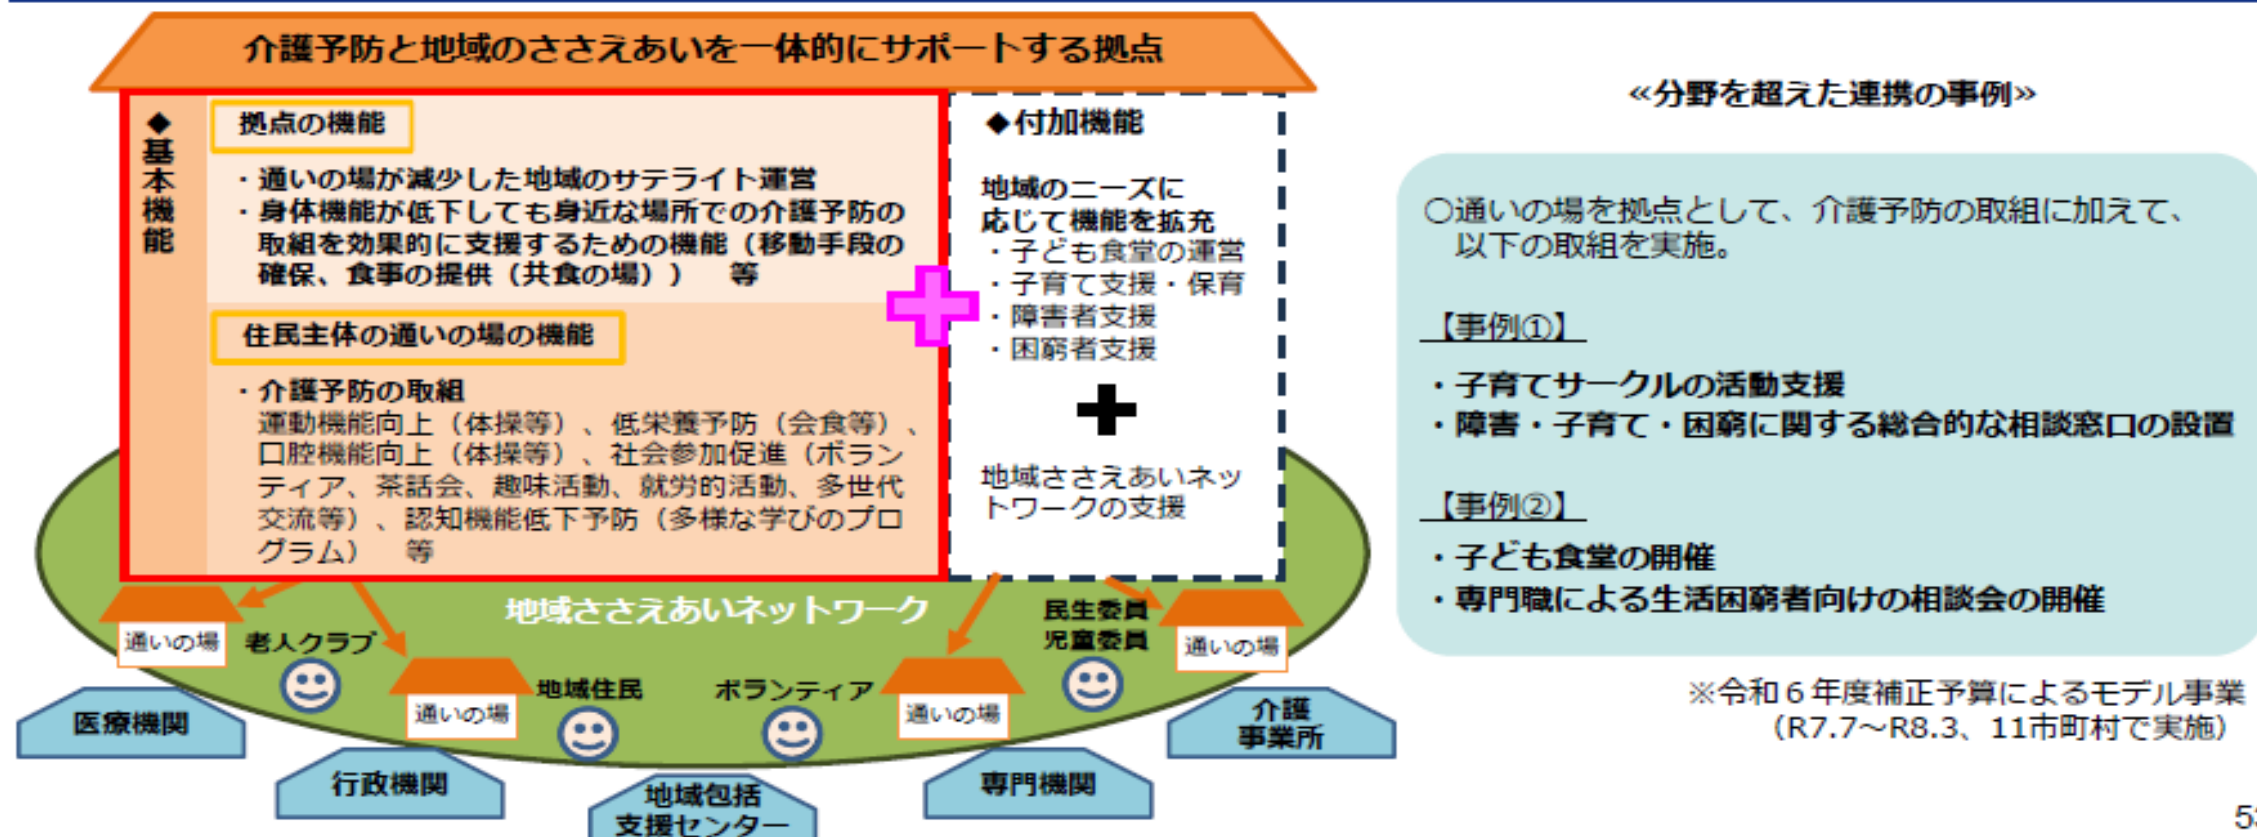 介護予防と地域のささえあいを一体的にサポートする拠点
◆基本機能
拠点の機能
・通いの場が減少した地域のサテライト運営
・身体機能が低下しても身近な場所での介護予防の
取組を効果的に支援するための機能（移動手段の
確保、食事の提供（共食の場））　等
住民主体の通いの場の機能
・介護予防の取組
運動機能向上（体操等）、低栄養予防（会食等）、
口腔機能向上（体操等）、社会参加促進（ボラン
ティア、茶話会、趣味活動、就労的活動、多世代
交流等）、認知機能低下予防（多様な学びのプロ
グラム）　等
◆付加機能
地域のニーズに
応じて機能を拡充
・子ども食堂の運営
・子育て支援・保育
・障害者支援
・困窮者支援
地域ささえあいネッ
トワークの支援
地域ささえあいネットワーク
通いの場
老人クラブ
通いの場
地域住民
ボランティア
通いの場
民生委員
児童委員
通いの場
医療機関
行政機関
地域包括
支援センター
専門機関
介護
事業所
≪分野を超えた連携の事例≫
○通いの場を拠点として、介護予防の取組に加えて、
以下の取組を実施。
【事例①】
・子育てサークルの活動支援
・障害・子育て・困窮に関する総合的な相談窓口の設置
【事例②】
・子ども食堂の開催
・専門職による生活困窮者向けの相談会の開催
※令和６年度補正予算によるモデル事業
（R7.7～R8.3、11市町村で実施）